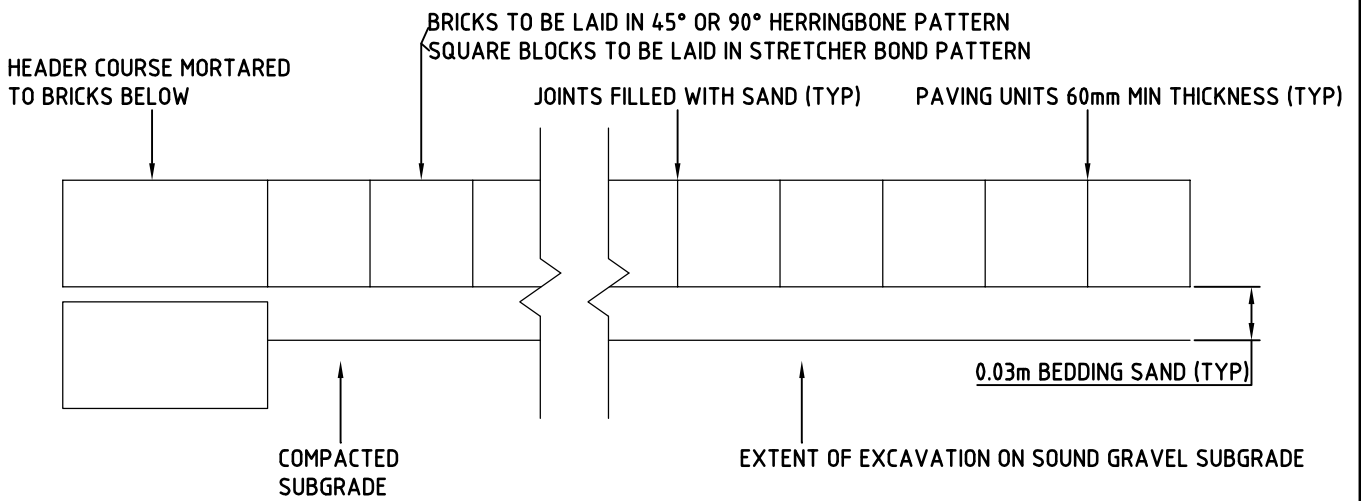 BRICKS TO BE LAID IN 45° OR 90° HERRINGBONE PATTERN
SQUARE BLOCKS TO BE LAID IN STRETCHER BOND PATTERN
HEADER COURSE MORTARED
TO BRICKS BELOW
JOINTS FILLED WITH SAND (TYP)
PAVING UNITS 60mm MIN THICKNESS (TYP)
0.03m BEDDING SAND (TYP)
COMPACTED
SUBGRADE
EXTENT OF EXCAVATION ON SOUND GRAVEL SUBGRADE